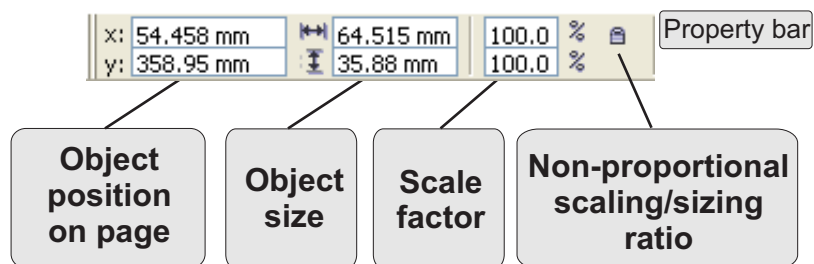 x: 54.458 mm 64.515 mm 100.0 %
y: 358.95 mm 35.88 mm 100.0 %
Property bar
Object
position
on page
Object
size
Scale
factor
Non-proportional
scaling/sizing
ratio